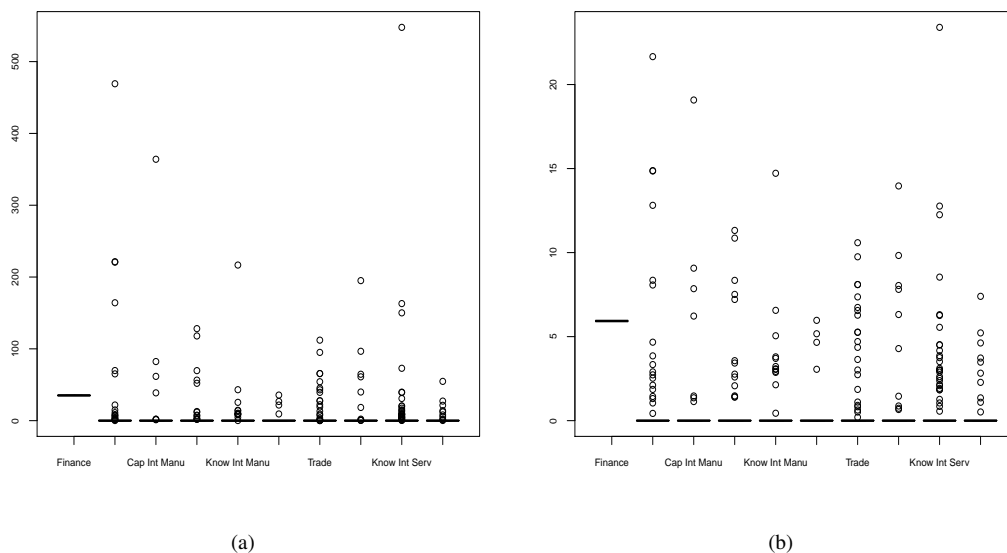 0 100 200 300 400 500
Finance Cap Int Manu Know Int Manu Trade Know Int Serv
(a)
0 5 10 15 20
Finance Cap Int Manu Know Int Manu Trade Know Int Serv
(b)